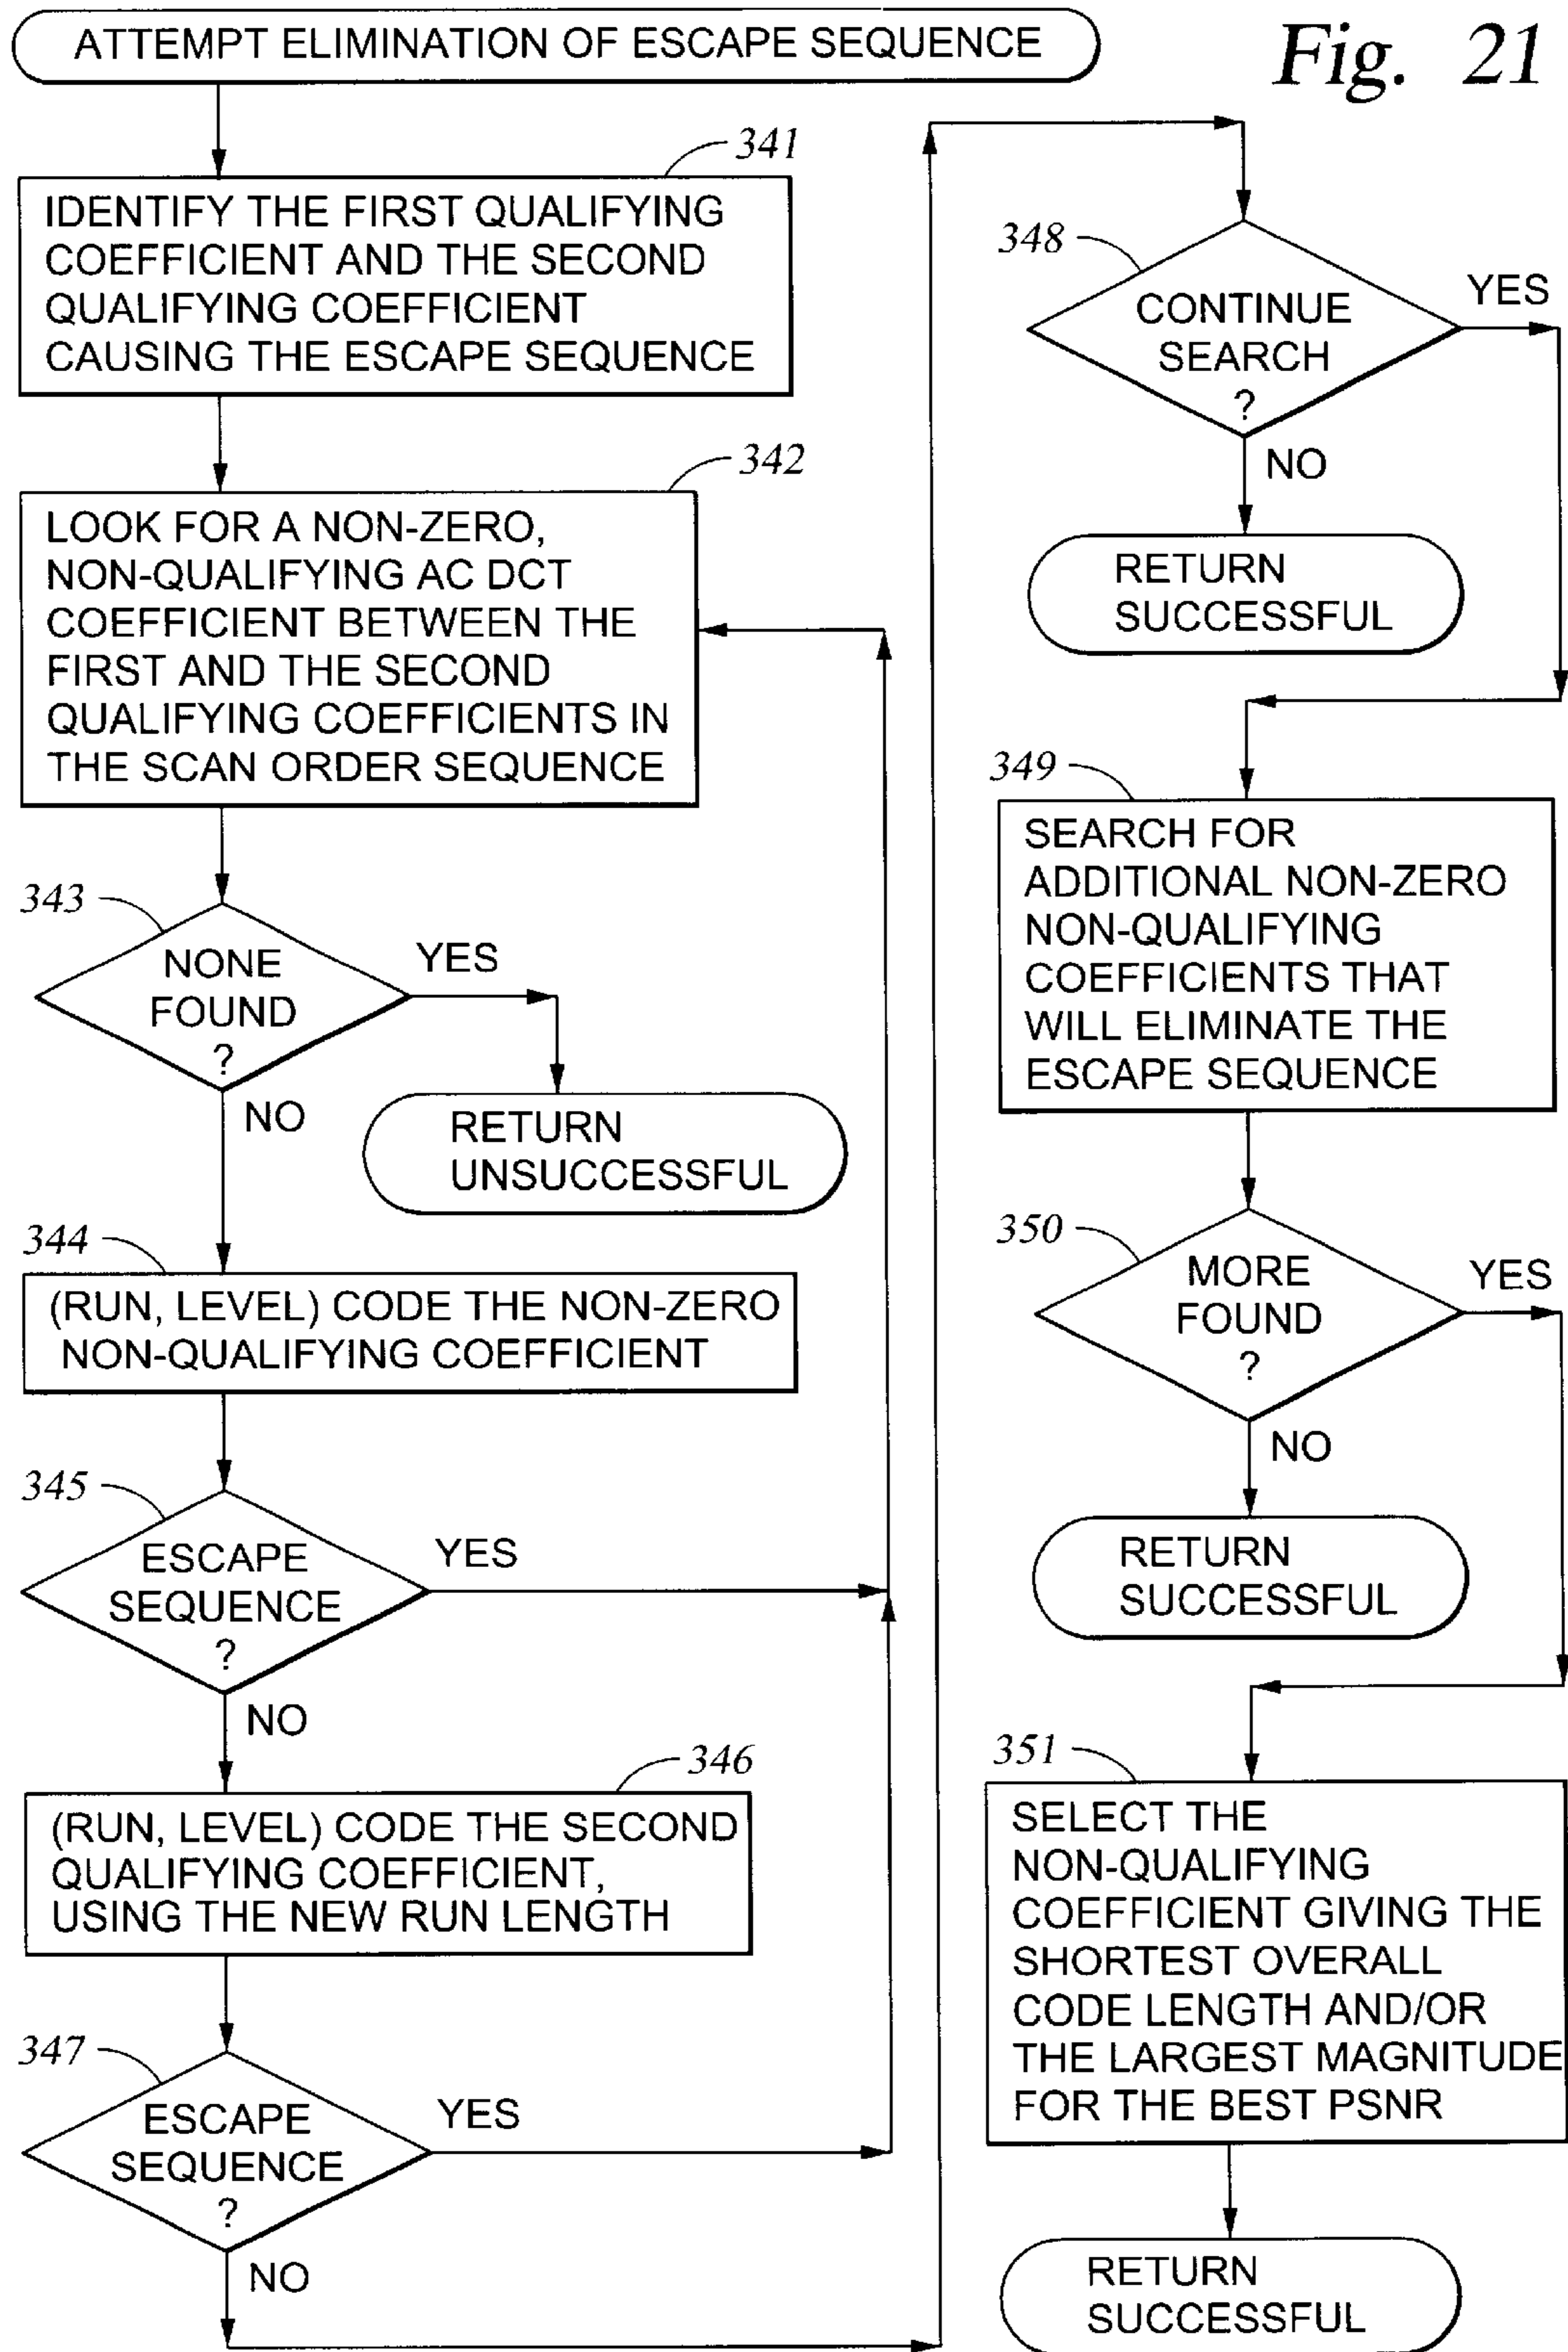 ATTEMPT ELIMINATION OF ESCAPE SEQUENCE
Fig. 21
341
IDENTIFY THE FIRST QUALIFYING
COEFFICIENT AND THE SECOND
QUALIFYING COEFFICIENT
CAUSING THE ESCAPE SEQUENCE
342
LOOK FOR A NON-ZERO,
NON-QUALIFYING AC DCT
COEFFICIENT BETWEEN THE
FIRST AND THE SECOND
QUALIFYING COEFFICIENTS IN
THE SCAN ORDER SEQUENCE
343
NONE
FOUND
?
YES
NO
RETURN
UNSUCCESSFUL
344
(RUN, LEVEL) CODE THE NON-ZERO
NON-QUALIFYING COEFFICIENT
345
ESCAPE
SEQUENCE
?
YES
NO
346
(RUN, LEVEL) CODE THE SECOND
QUALIFYING COEFFICIENT,
USING THE NEW RUN LENGTH
347
ESCAPE
SEQUENCE
?
YES
NO
348
CONTINUE
SEARCH
?
YES
NO
RETURN
SUCCESSFUL
349
SEARCH FOR
ADDITIONAL NON-ZERO
NON-QUALIFYING
COEFFICIENTS THAT
WILL ELIMINATE THE
ESCAPE SEQUENCE
350
MORE
FOUND
?
YES
NO
RETURN
SUCCESSFUL
351
SELECT THE
NON-QUALIFYING
COEFFICIENT GIVING THE
SHORTEST OVERALL
CODE LENGTH AND/OR
THE LARGEST MAGNITUDE
FOR THE BEST PSNR
RETURN
SUCCESSFUL